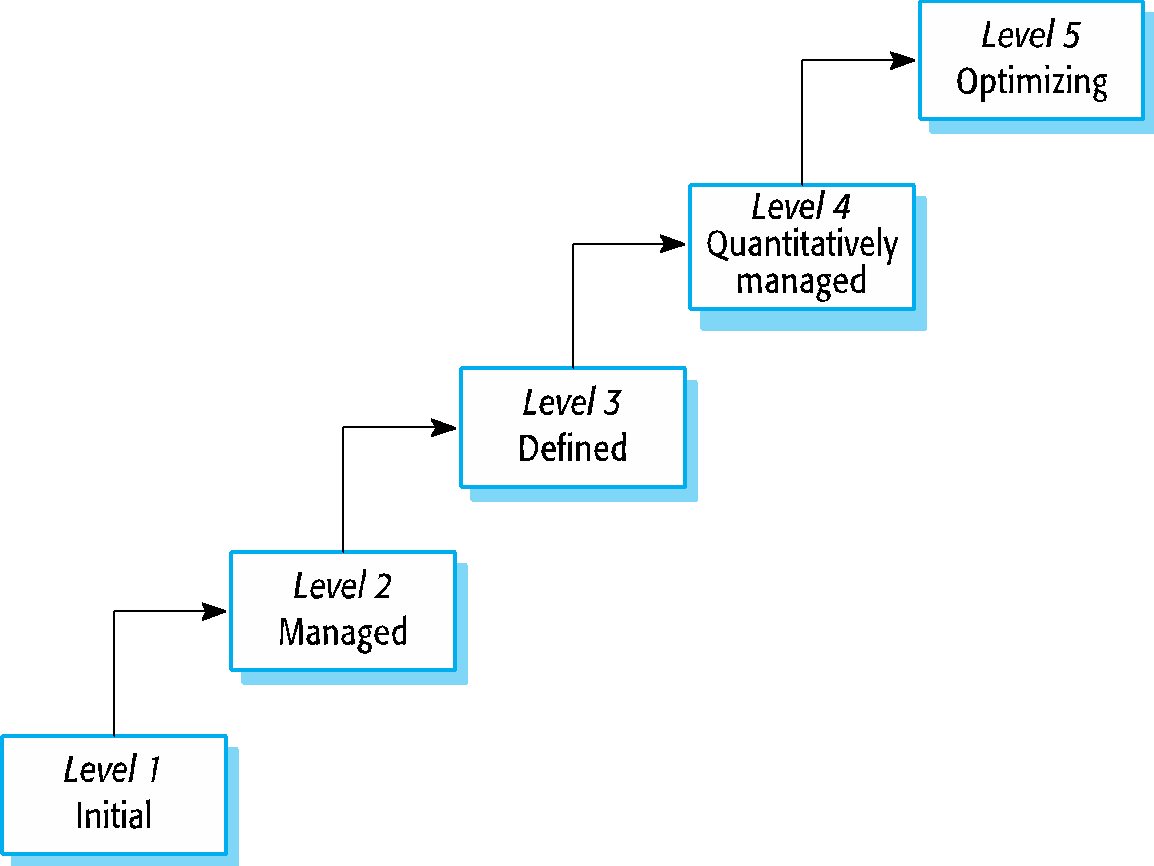 Level 5
Optimizing
Level 4
Quantitatively
managed
Level 3
Defined
Level 2
Managed
Level 1
Initial